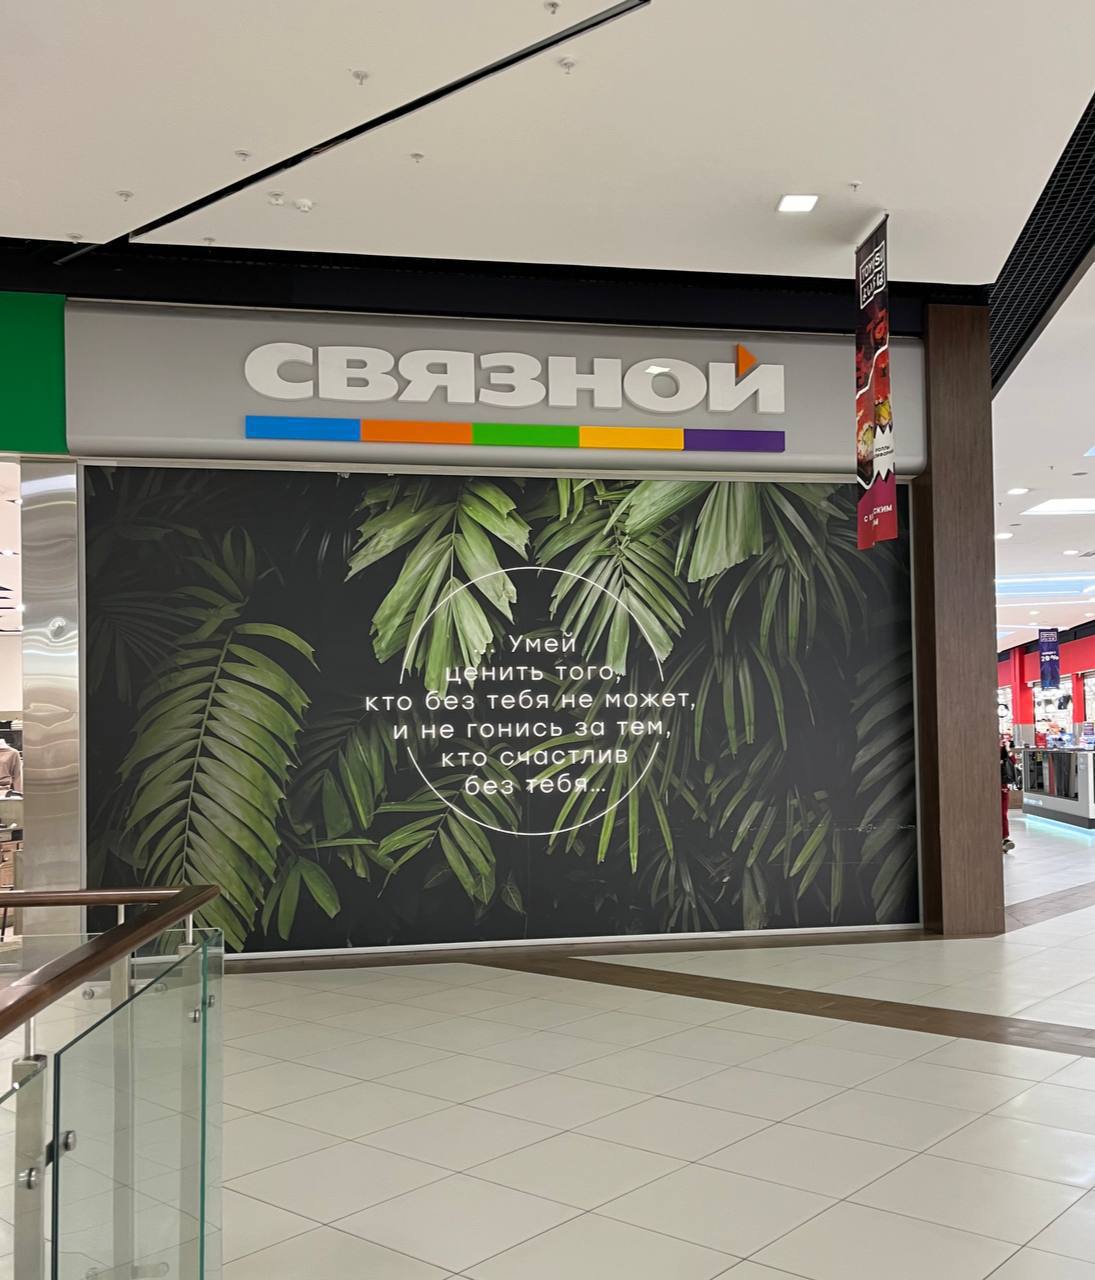 СВЯЗНОЙ
... Умей
ценить того,
кто без тебя не может,
и не гонись за тем,
кто счастлив
без тебя...